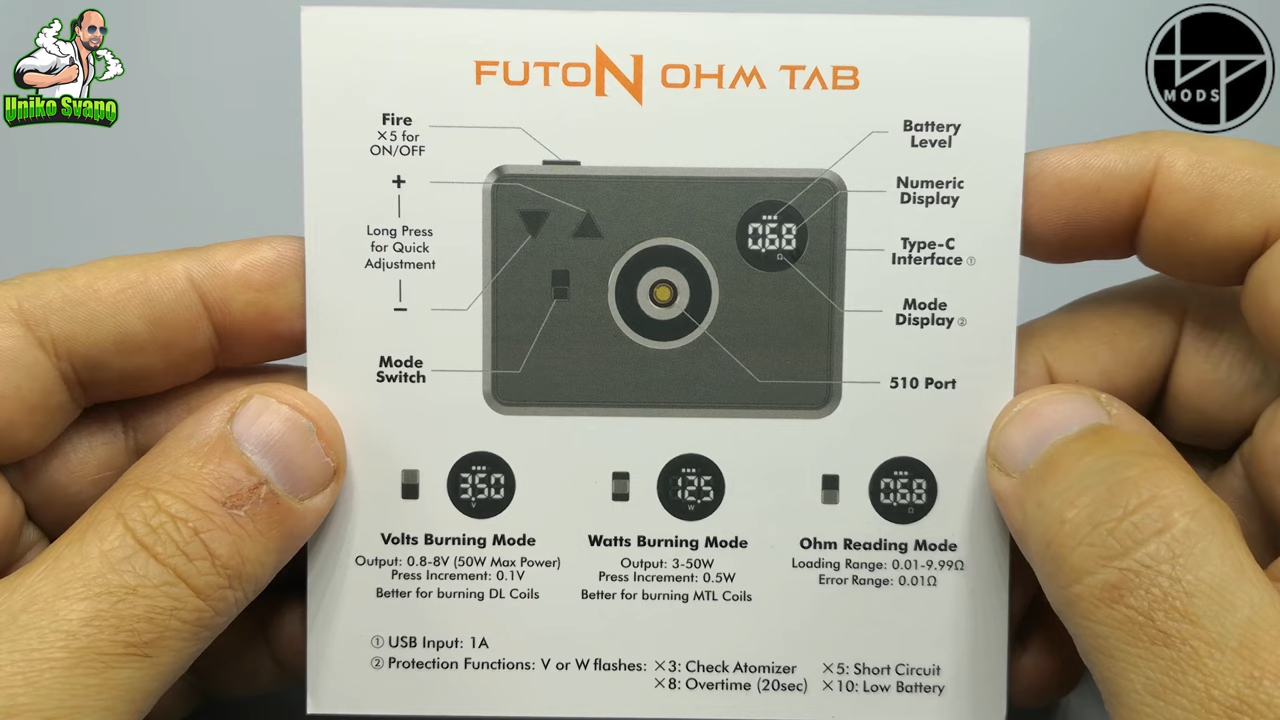 Uniko Svapo
MODS
FUTON OHM TAB
Fire
×5 for
ON/OFF
+
Long Press
for Quick
Adjustment
−
Mode
Switch
Battery
Level
Numeric
Display
Type-C
Interface ①
Mode
Display ②
510 Port
0.68
Ω
3.50
V
Volts Burning Mode
Output: 0.8-8V (50W Max Power)
Press Increment: 0.1V
Better for burning DL Coils
12.5
W
Watts Burning Mode
Output: 3-50W
Press Increment: 0.5W
Better for burning MTL Coils
0.68
Ω
Ohm Reading Mode
Loading Range: 0.01-9.99Ω
Error Range: 0.01Ω
① USB Input: 1A
② Protection Functions: V or W flashes: ×3: Check Atomizer ×5: Short Circuit
×8: Overtime (20sec) ×10: Low Battery